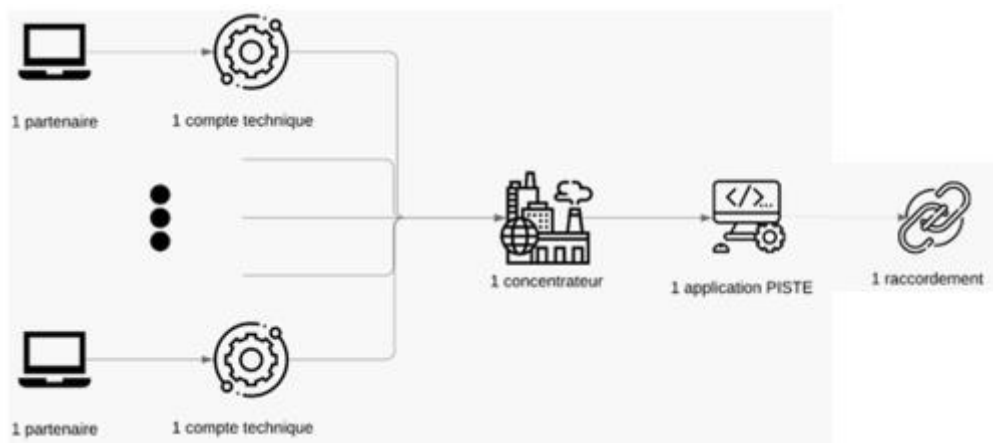 1 partenaire
1 compte technique
</...
1 concentrateur
1 application PISTE
1 raccordement
1 partenaire
1 compte technique